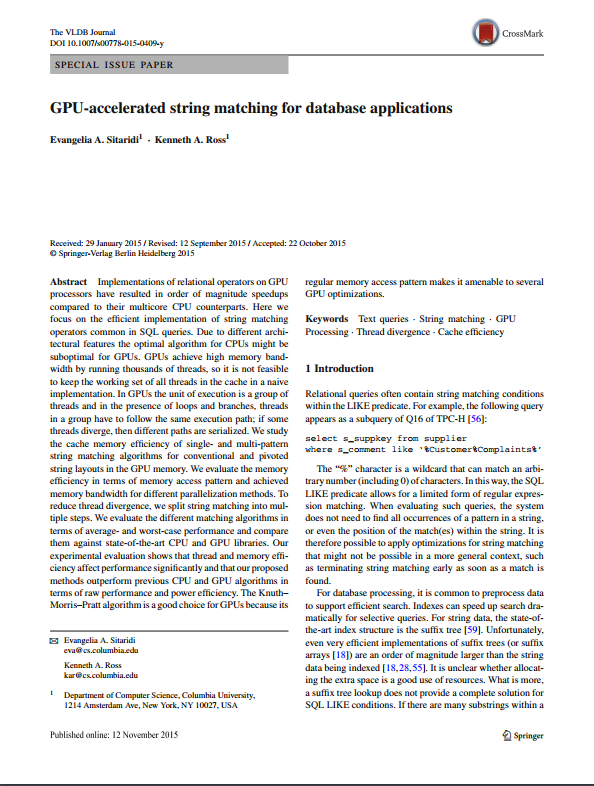 The VLDB Journal
DOI 10.1007/s00778-015-0409-y
CrossMark
SPECIAL ISSUE PAPER
GPU-accelerated string matching for database applications
Evangelia A. Sitaridi1 · Kenneth A. Ross1
Received: 29 January 2015 / Revised: 12 September 2015 / Accepted: 22 October 2015
© Springer-Verlag Berlin Heidelberg 2015
Abstract Implementations of relational operators on GPU
processors have resulted in order of magnitude speedups
compared to their multicore CPU counterparts. Here we
focus on the efficient implementation of string matching
operators common in SQL queries. Due to different archi-
tectural features the optimal algorithm for CPUs might be
suboptimal for GPUs. GPUs achieve high memory band-
width by running thousands of threads, so it is not feasible
to keep the working set of all threads in the cache in a naive
implementation. In GPUs the unit of execution is a group of
threads and in the presence of loops and branches, threads
in a group have to follow the same execution path; if some
threads diverge, then different paths are serialized. We study
the cache memory efficiency of single- and multi-pattern
string matching algorithms for conventional and pivoted
string layouts in the GPU memory. We evaluate the memory
efficiency in terms of memory access pattern and achieved
memory bandwidth for different parallelization methods. To
reduce thread divergence, we split string matching into mul-
tiple steps. We evaluate the different matching algorithms in
terms of average- and worst-case performance and compare
them against state-of-the-art CPU and GPU libraries. Our
experimental evaluation shows that thread and memory effi-
ciency affect performance significantly and that our proposed
methods outperform previous CPU and GPU algorithms in
terms of raw performance and power efficiency. The Knuth–
Morris–Pratt algorithm is a good choice for GPUs because its
Evangelia A. Sitaridi
eva@cs.columbia.edu
Kenneth A. Ross
kar@cs.columbia.edu
1 Department of Computer Science, Columbia University,
1214 Amsterdam Ave, New York, NY 10027, USA
regular memory access pattern makes it amenable to several
GPU optimizations.
Keywords Text queries · String matching · GPU
Processing · Thread divergence · Cache efficiency
1 Introduction
Relational queries often contain string matching conditions
within the LIKE predicate. For example, the following query
appears as a subquery of Q16 of TPC-H [56]:
select s_suppkey from supplier
where s_comment like '%Customer%Complaints%'
The “%” character is a wildcard that can match an arbi-
trary number (including 0) of characters. In this way, the SQL
LIKE predicate allows for a limited form of regular expres-
sion matching. When evaluating such queries, the system
does not need to find all occurrences of a pattern in a string,
or even the position of the match(es) within the string. It is
therefore possible to apply optimizations for string matching
that might not be possible in a more general context, such
as terminating string matching early as soon as a match is
found.
For database processing, it is common to preprocess data
to support efficient search. Indexes can speed up search dra-
matically for selective queries. For string data, the state-of-
the-art index structure is the suffix tree [59]. Unfortunately,
even very efficient implementations of suffix trees (or suffix
arrays [18]) are an order of magnitude larger than the string
data being indexed [18,28,55]. It is unclear whether allocat-
ing the extra space is a good use of resources. What is more,
a suffix tree lookup does not provide a complete solution for
SQL LIKE conditions. If there are many substrings within a
Published online: 12 November 2015
Springer